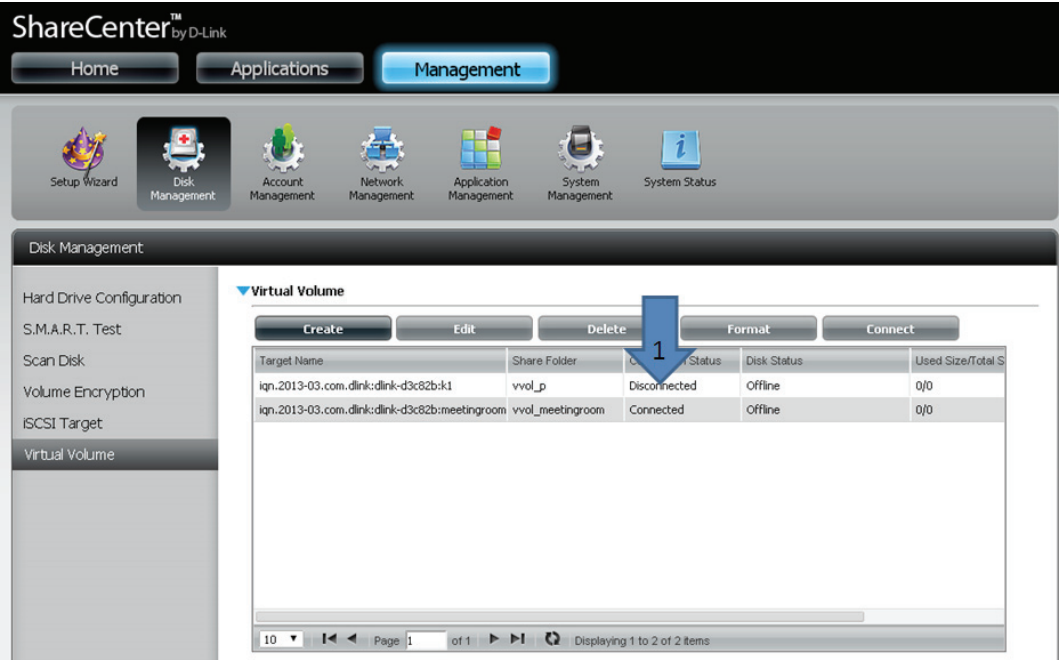 ShareCenter™ by D-Link
Home Applications Management
Setup Wizard Disk Management Account Management Network Management Application Management System Management System Status
Disk Management
Hard Drive Configuration
S.M.A.R.T. Test
Scan Disk
Volume Encryption
iSCSI Target
Virtual Volume
Virtual Volume
Create Edit Delete Format Connect
1
Target Name Share Folder Status Disk Status Used Size/Total S
iqn.2013-03.com.dlink:dlink-d3c82b:k1 vvol_p Disconnected Offline 0/0
iqn.2013-03.com.dlink:dlink-d3c82b:meetingroom vvol_meetingroom Connected Offline 0/0
10 Page 1 of 1 Displaying 1 to 2 of 2 items